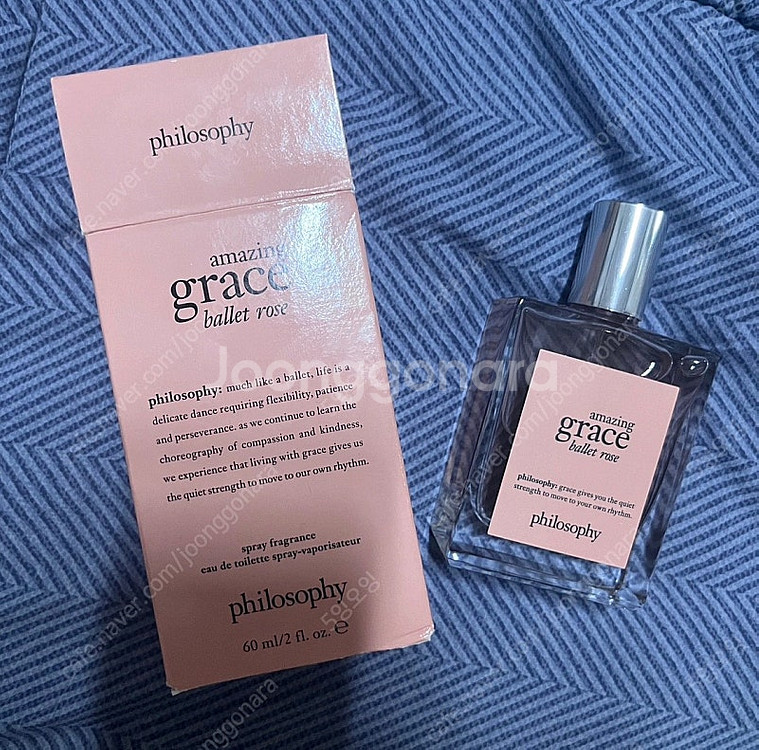 philosophy
amazing
grace
ballet rose
philosophy: much like a ballet, life is a
delicate dance requiring flexibility, patience
and perseverance. as we continue to learn the
choreography of compassion and kindness,
we experience that living with grace gives us
the quiet strength to move to our own rhythm.
spray fragrance
eau de toilette spray-vaporisateur
philosophy
60 ml/2 fl. oz. ℮
amazing
grace
ballet rose
philosophy: grace gives you the quiet
strength to move to your own rhythm.
philosophy
Joonggonara
cafe.naver.com/joonggonara